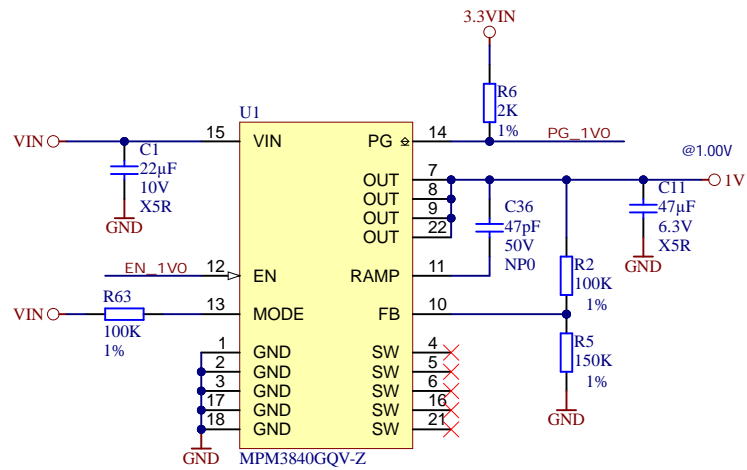 3.3VIN
R6
2K
1%
U1
VIN
15
VIN
PG
14
PG_1V0
C1
22µF
10V
X5R
GND
@1.00V
OUT
7
OUT
8
OUT
9
OUT
22
1V
C36
47pF
50V
NP0
C11
47µF
6.3V
X5R
GND
EN_1V0
12
EN
RAMP
11
R2
100K
1%
VIN
R63
100K
1%
13
MODE
FB
10
R5
150K
1%
GND
1
GND
SW
4
2
GND
SW
5
3
GND
SW
6
17
GND
SW
16
18
GND
SW
21
GND
MPM3840GQV-Z